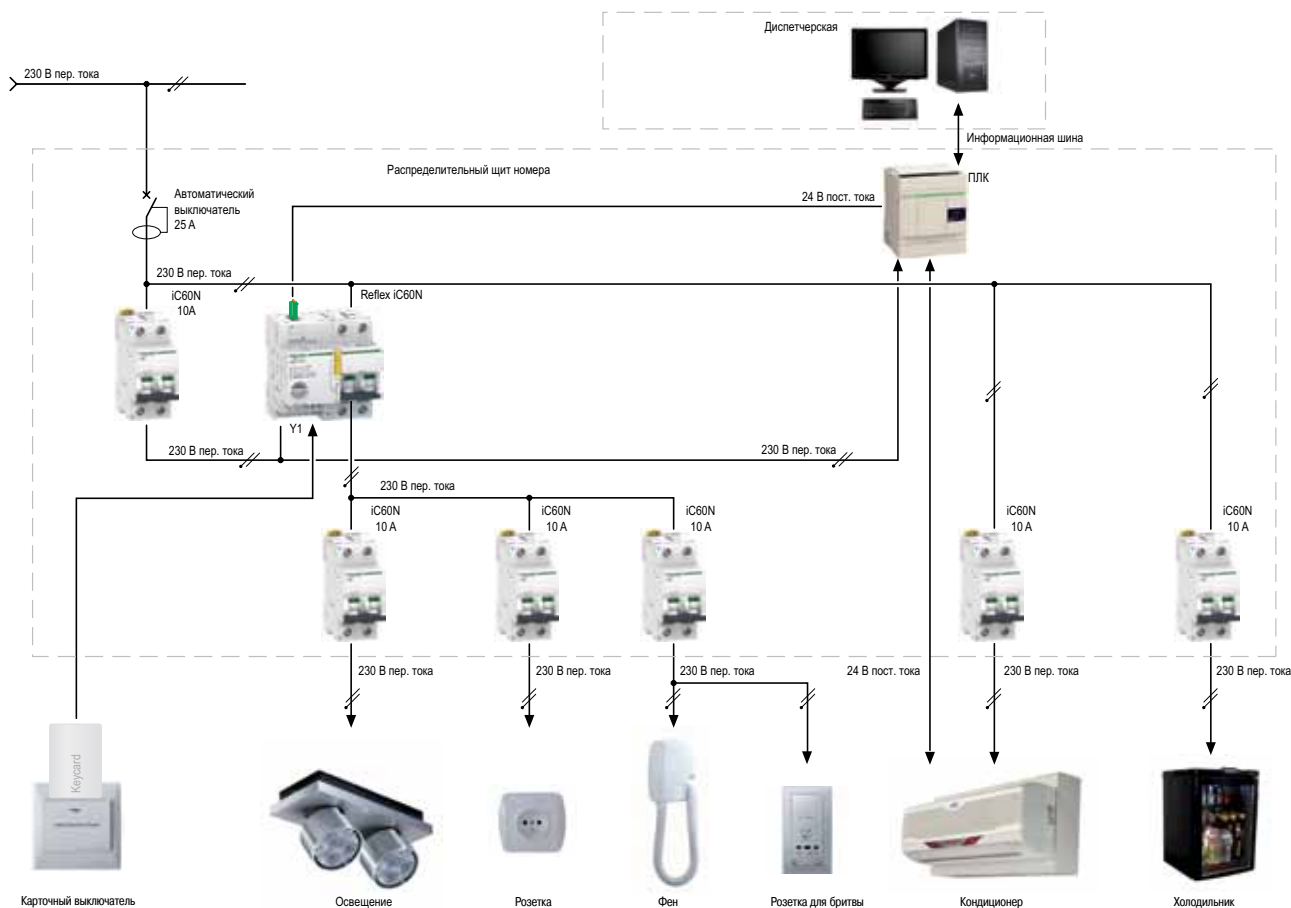 Диспетчерская
230 В пер. тока
Информационная шина
Распределительный щит номера
ПЛК
Автоматический
выключатель
25 А
24 В пост. тока
230 В пер. тока
iC60N
10А
Reflex iC60N
Y1
230 В пер. тока
230 В пер. тока
230 В пер. тока
iC60N
10 А
iC60N
10 А
iC60N
10 А
iC60N
10 А
iC60N
10 А
230 В пер. тока
230 В пер. тока
230 В пер. тока
24 В пост. тока
230 В пер. тока
230 В пер. тока
Keycard
Карточный выключатель
Освещение
Розетка
Фен
Розетка для бритвы
Кондиционер
Холодильник